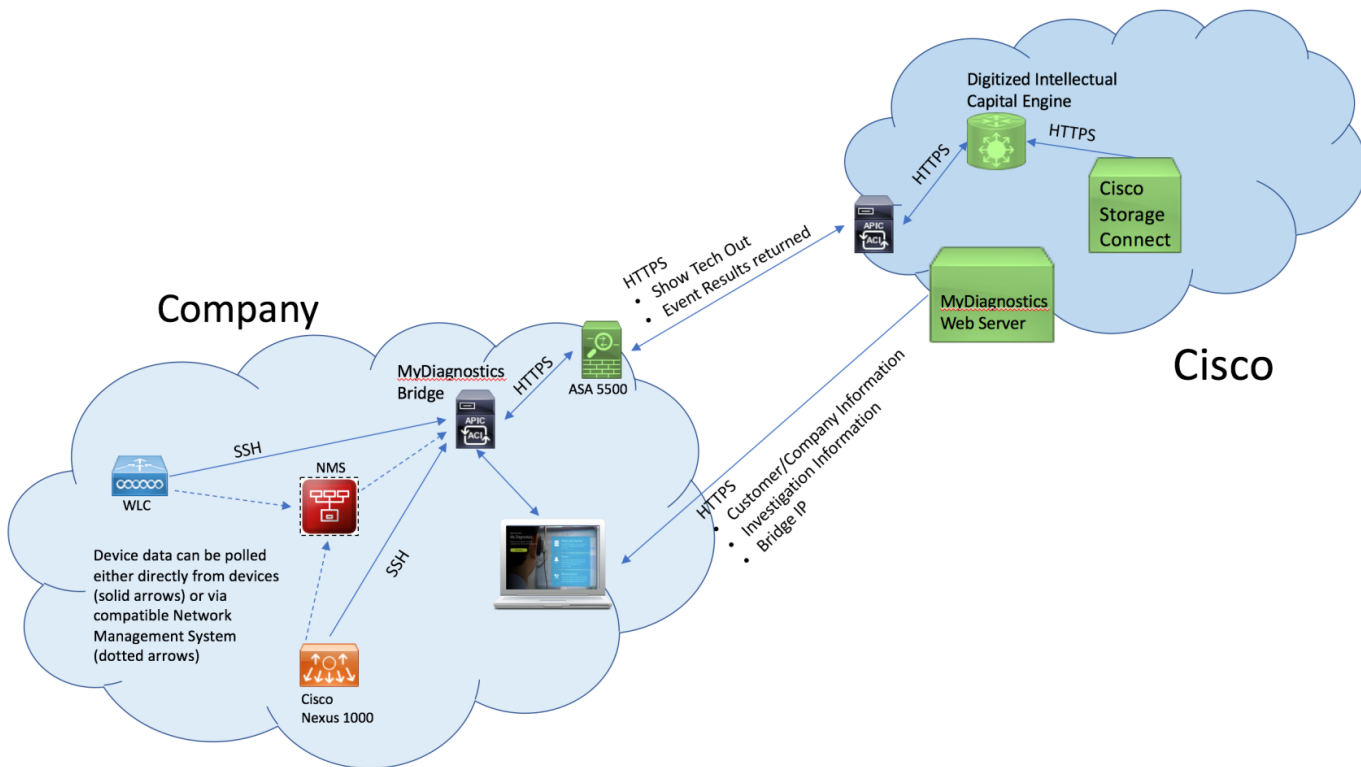 Digitized Intellectual
Capital Engine
HTTPS
HTTPS
Cisco
Storage
Connect
APIC
ACI
HTTPS
• Show Tech Out
• Event Results returned
MyDiagnostics
Web Server
Cisco
Company
MyDiagnostics
Bridge
HTTPS
ASA 5500
APIC
ACI
SSH
WLC
NMS
SSH
HTTPS
• Customer/Company Information
• Investigation Information
• Bridge IP
Device data can be polled
either directly from devices
(solid arrows) or via
compatible Network
Management System
(dotted arrows)
Cisco
Nexus 1000